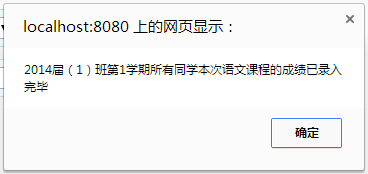 localhost:8080 上的网页显示：
2014届（1）班第1学期所有同学本次语文课程的成绩已录入
完毕
确定